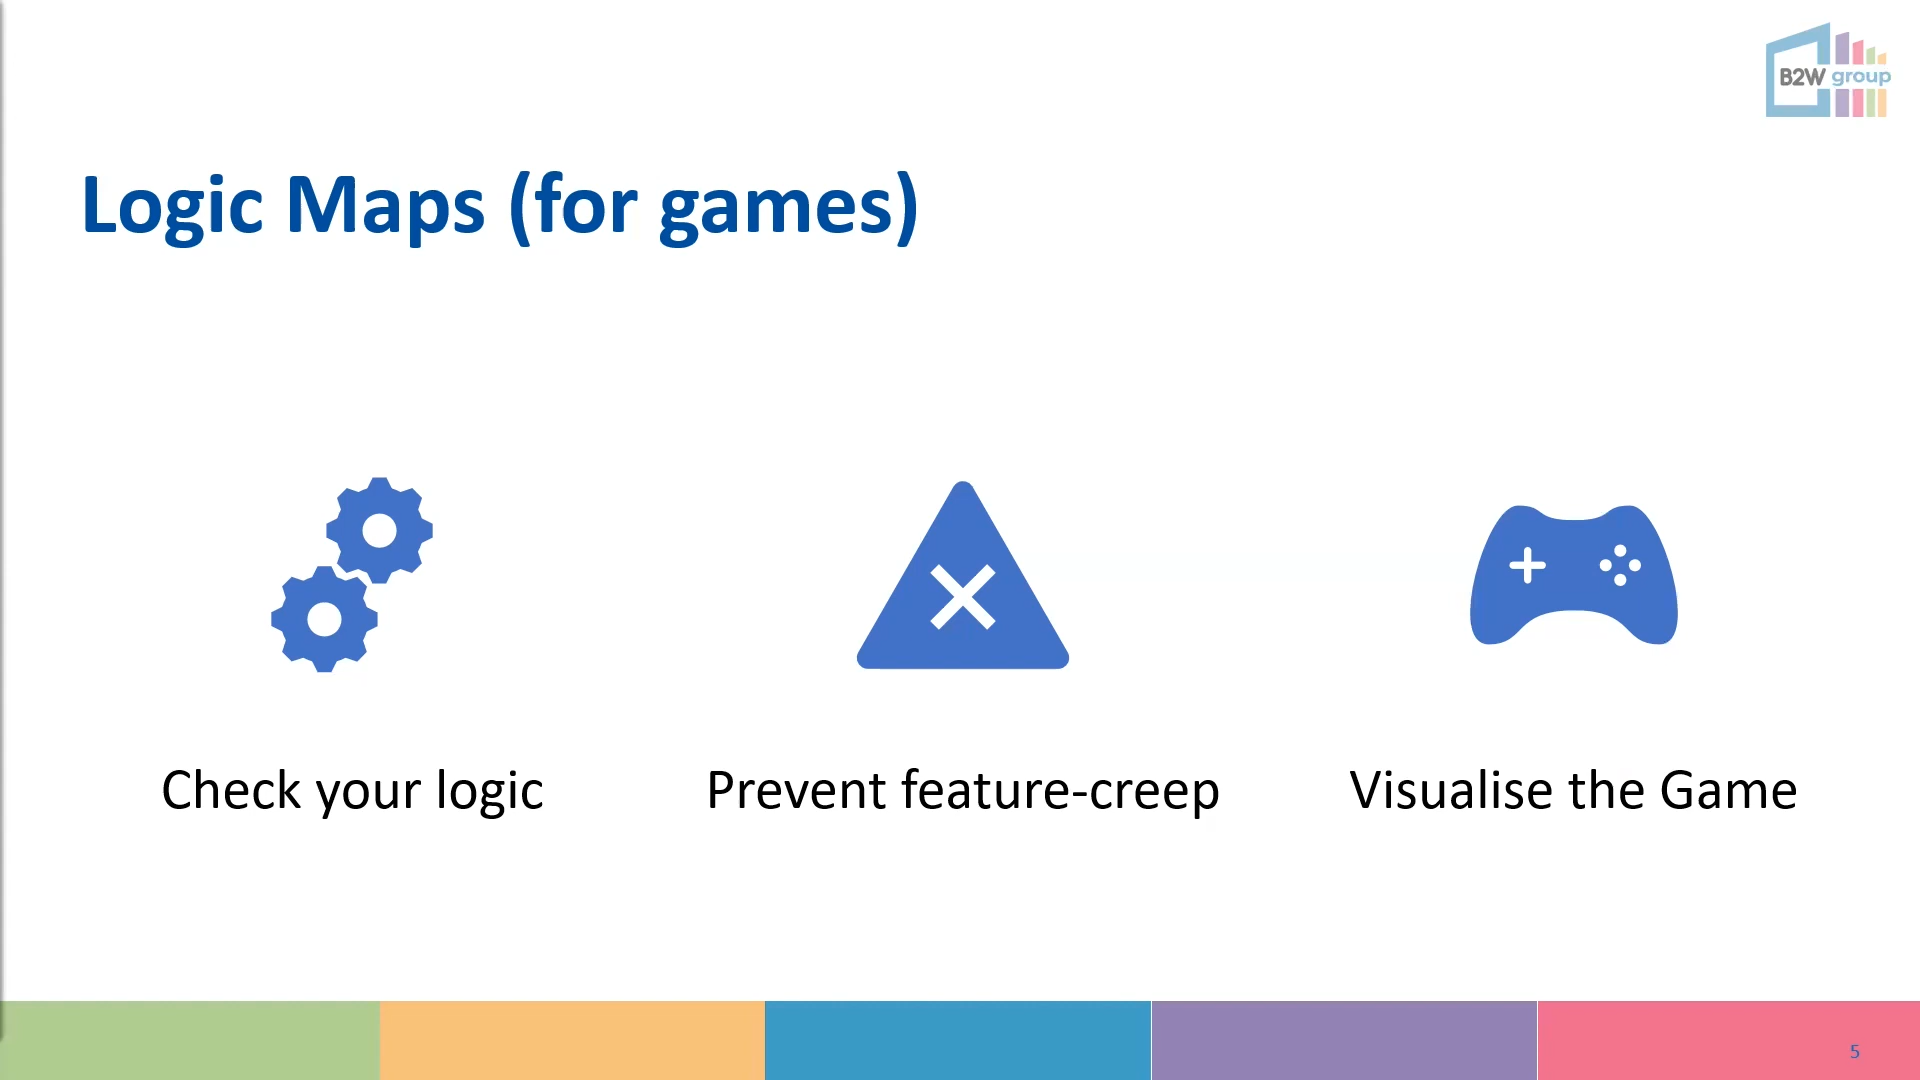 B2W group
Logic Maps (for games)
Check your logic
Prevent feature-creep
Visualise the Game
5